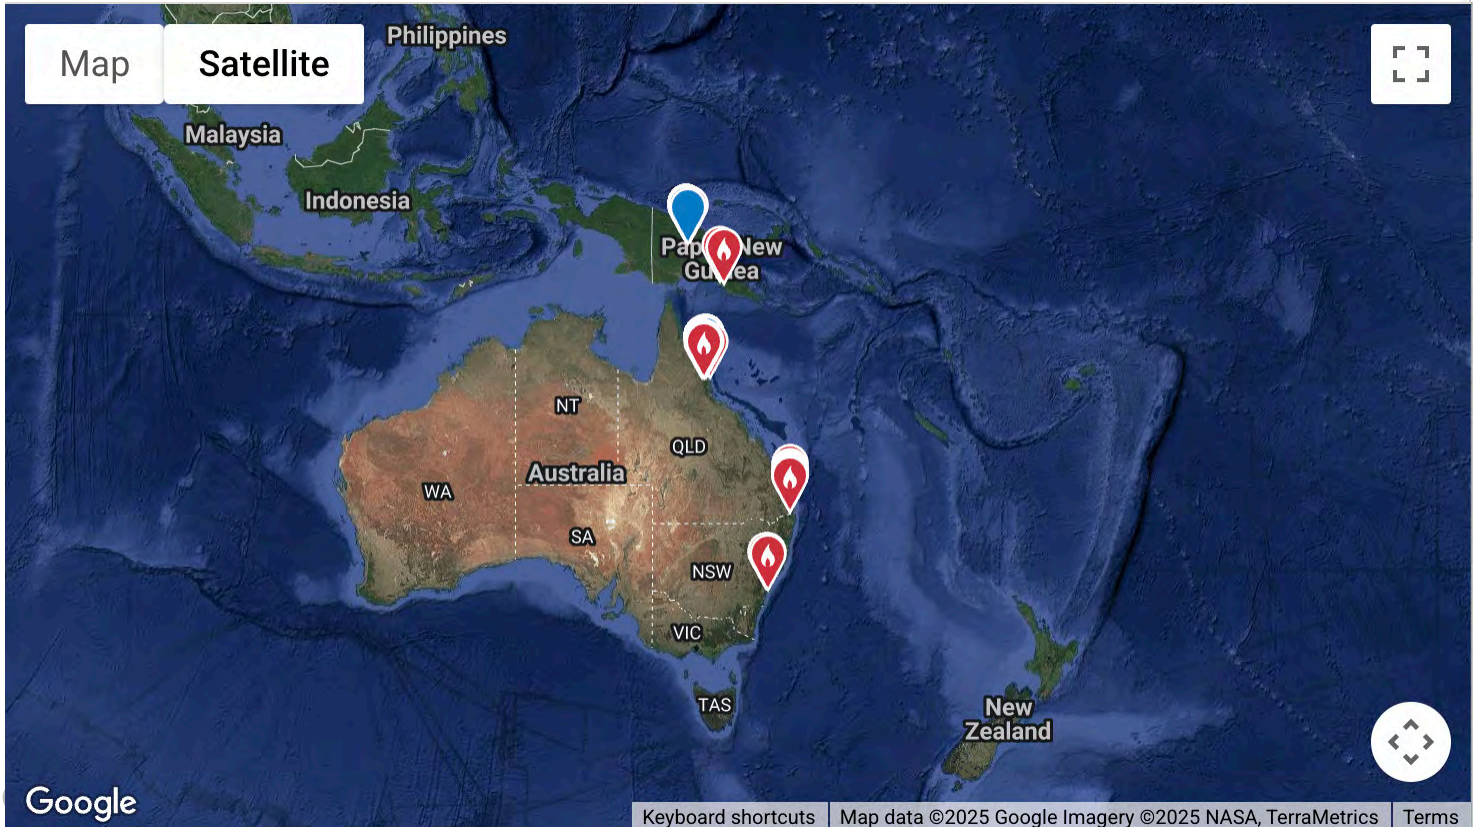 Philippines
Map
Satellite
Malaysia
Indonesia
Pap New
Gu ea
NT
QLD
Australia
WA
SA
NSW
VIC
TAS
New
Zealand
Google
Keyboard shortcuts
Map data ©2025 Google Imagery ©2025 NASA, TerraMetrics
Terms